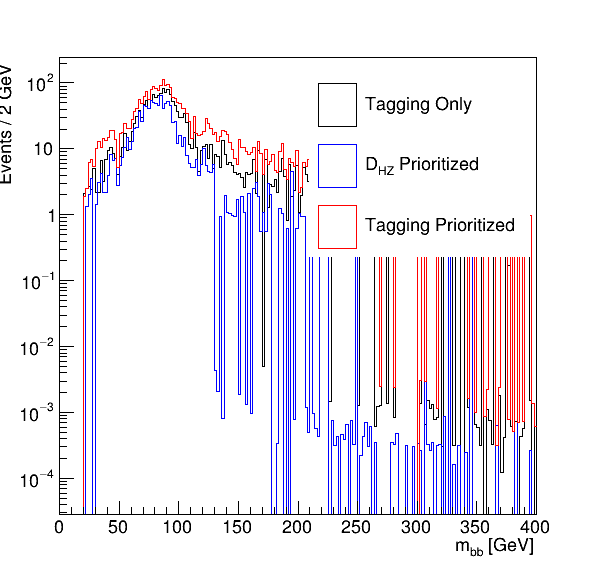 Events / 2 GeV
10²
10
1
10⁻¹
10⁻²
10⁻³
10⁻⁴
Tagging Only
D_HZ Prioritized
Tagging Prioritized
0 50 100 150 200 250 300 350 400
m_bb [GeV]